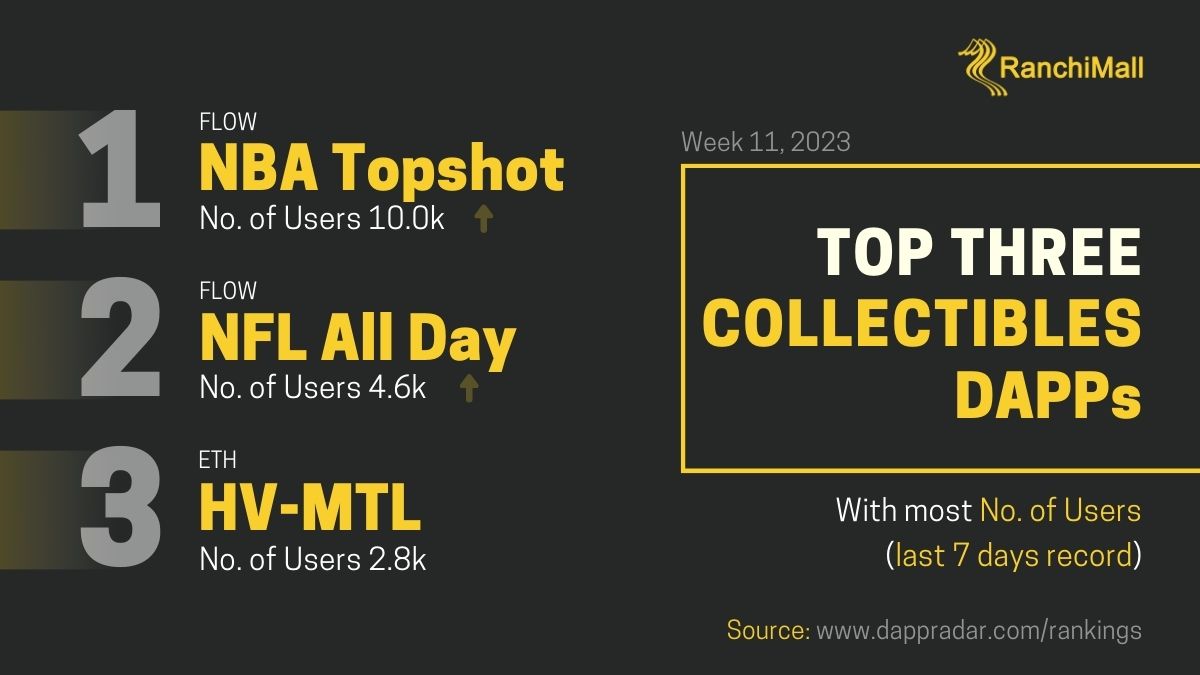 RanchiMall
1
FLOW
NBA Topshot
No. of Users 10.0k
2
FLOW
NFL All Day
No. of Users 4.6k
3
ETH
HV-MTL
No. of Users 2.8k
Week 11, 2023
TOP THREE
COLLECTIBLES
DAPPs
With most No. of Users
(last 7 days record)
Source: www.dappradar.com/rankings